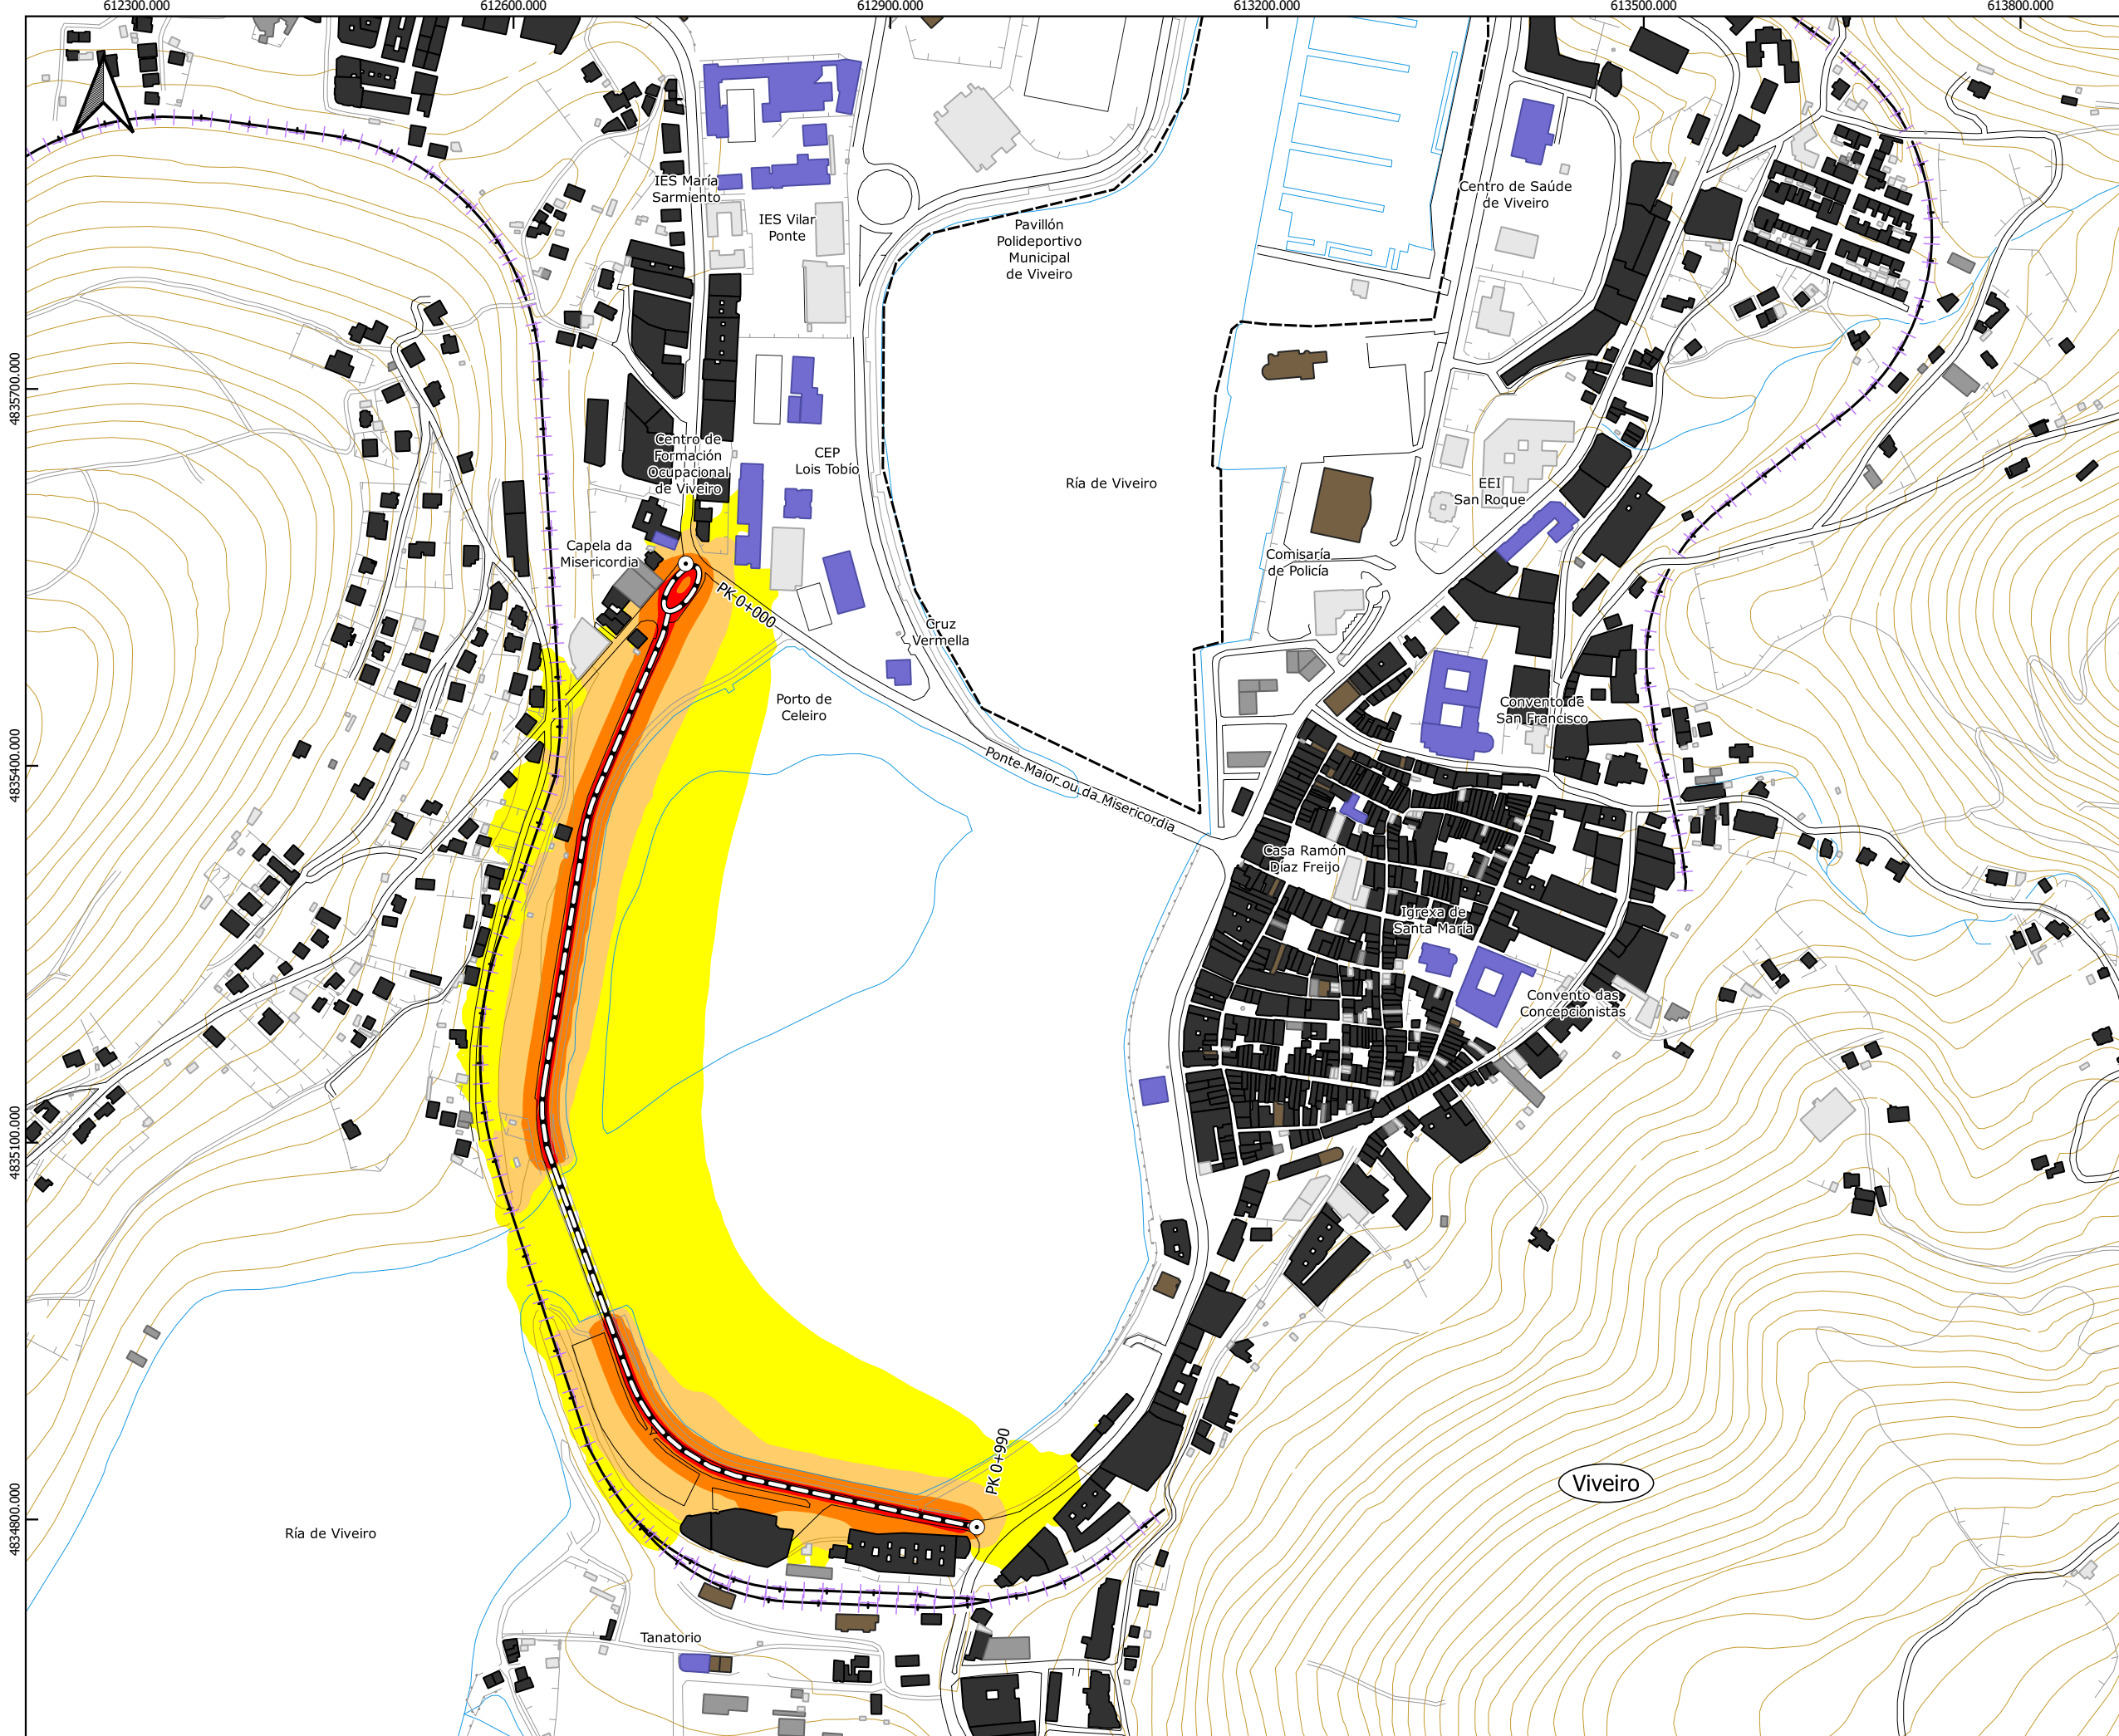 612300.000
612600.000
612900.000
613200.000
613500.000
613800.000
4835700.000
4835400.000
4835100.000
4834800.000
IES María
Sarmiento
IES Vilar
Ponte
Pavillón
Polideportivo
Municipal
de Viveiro
Centro de Saúde
de Viveiro
Centro de
Formación
Ocupacional
de Viveiro
CEP
Lois Tobío
Ría de Viveiro
EEI
San Roque
Capela da
Misericordia
Comisaría
de Policía
PK 0+000
Cruz
Vermella
Porto de
Celeiro
Convento de
San Francisco
Ponte Maior ou da Misericordia
Casa Ramón
Díaz Freijo
Igrexa de
Santa María
Convento das
Concepcionistas
PK 0+990
Viveiro
Ría de Viveiro
Tanatorio